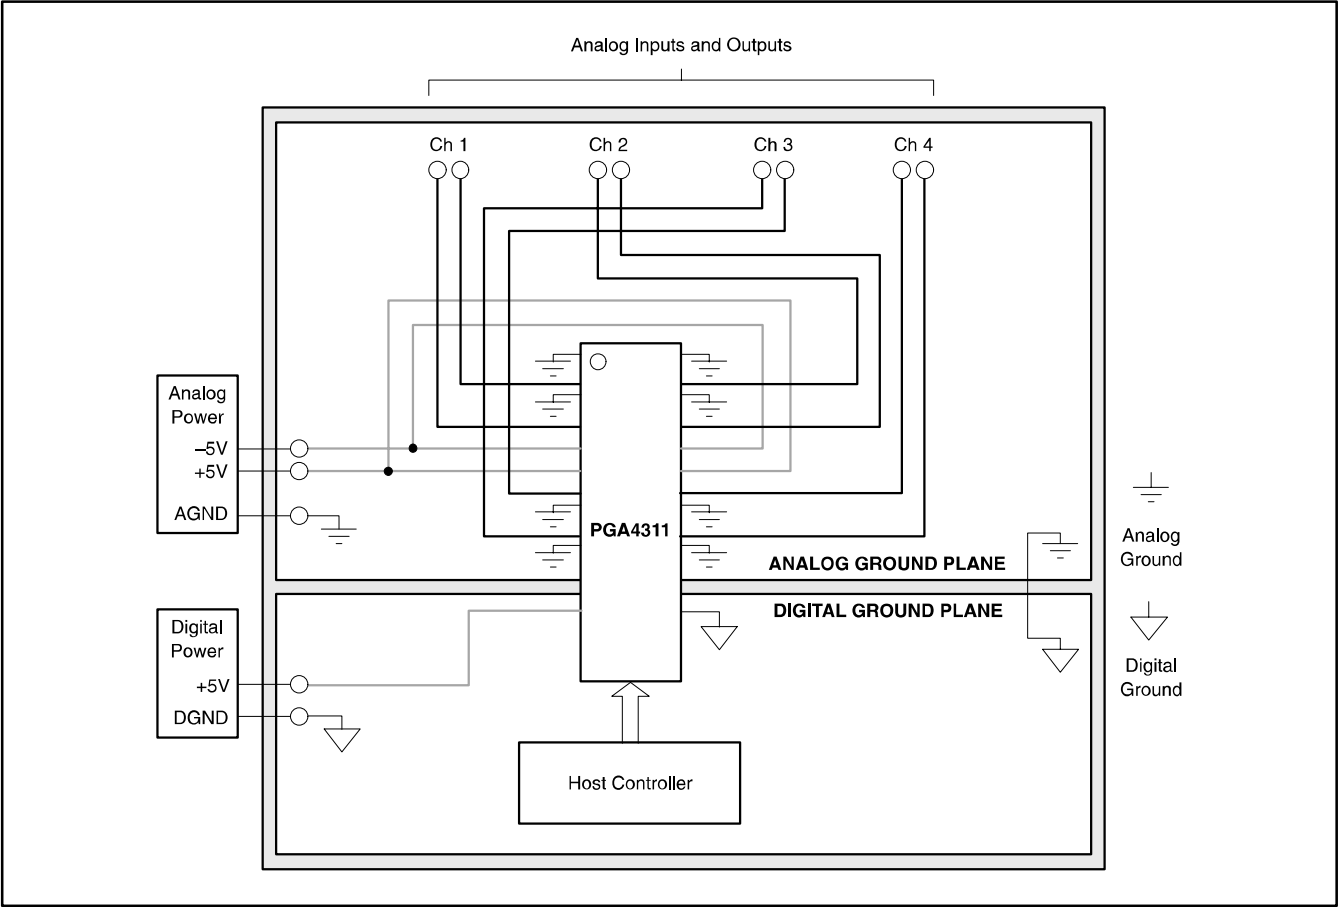 Analog Inputs and Outputs
Ch 1
Ch 2
Ch 3
Ch 4
Analog
Power
–5V
+5V
AGND
PGA4311
ANALOG GROUND PLANE
DIGITAL GROUND PLANE
Analog
Ground
Digital
Ground
Digital
Power
+5V
DGND
Host Controller